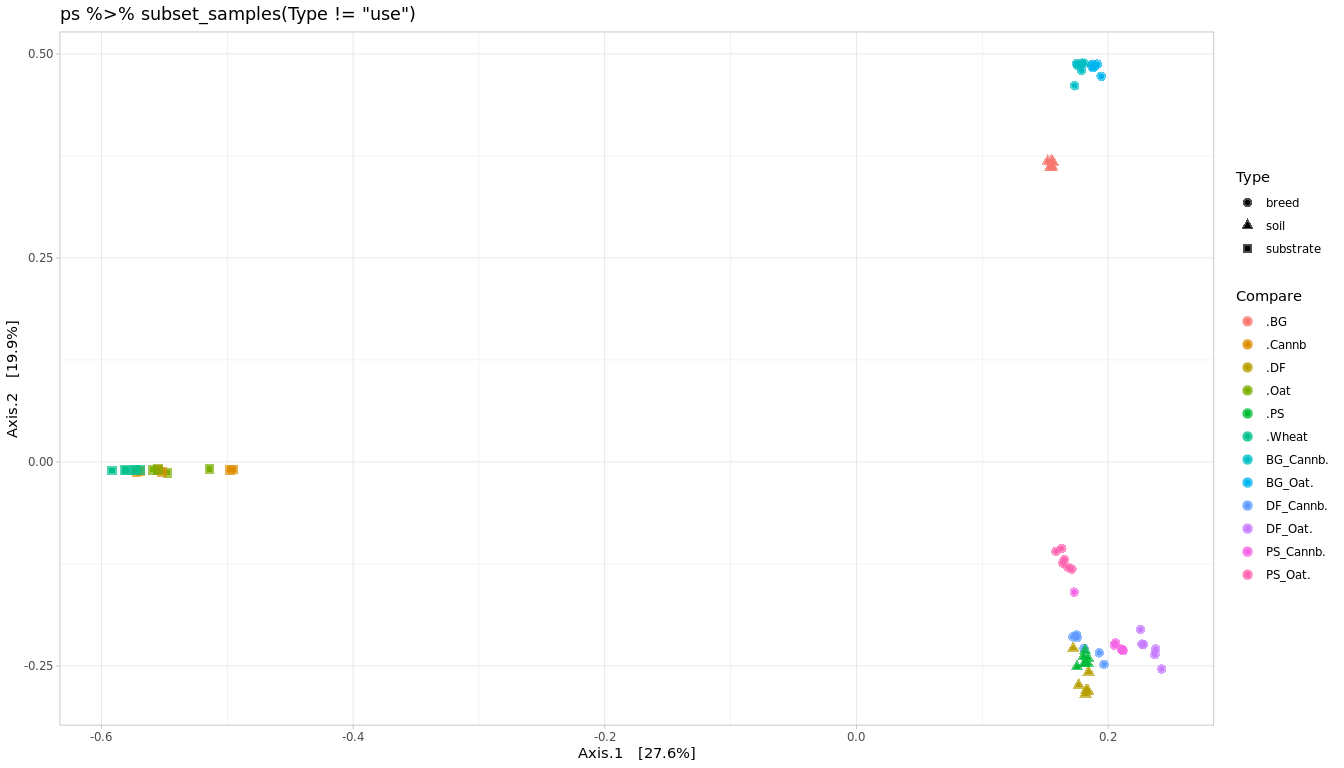 ps %>% subset_samples(Type != "use")
0.50
0.25
0.00
-0.25
Axis.2 [19.9%]
-0.6
-0.4
-0.2
0.0
0.2
Axis.1 [27.6%]
Type
breed
soil
substrate
Compare
.BG
.Cannb
.DF
.Oat
.PS
.Wheat
BG_Cannb.
BG_Oat.
DF_Cannb.
DF_Oat.
PS_Cannb.
PS_Oat.